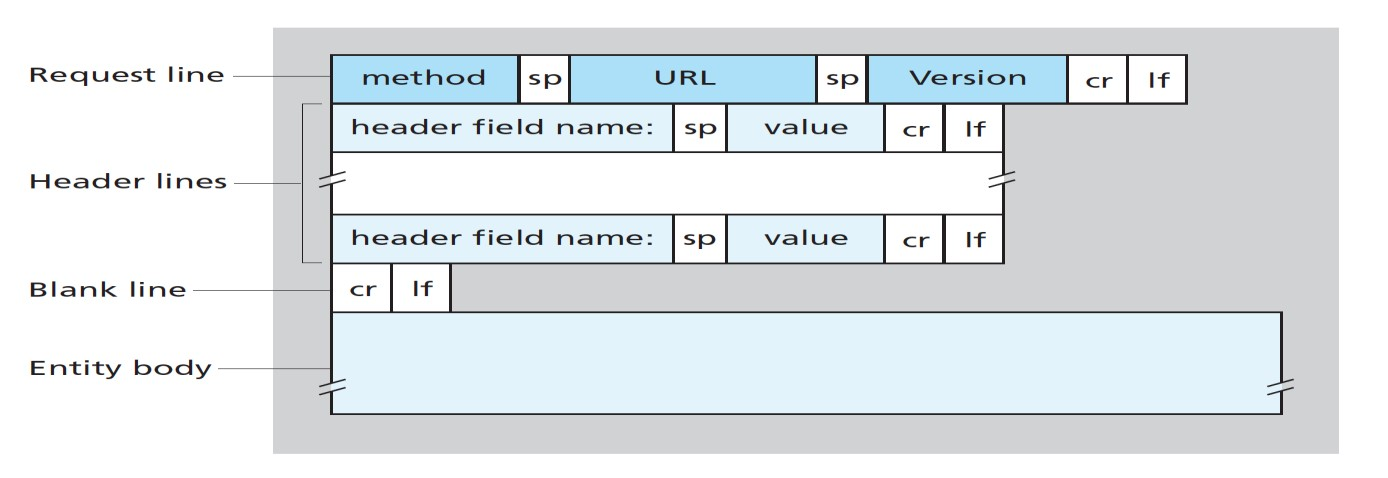 Request line method sp URL sp Version cr lf
header field name: sp value cr lf
Header lines
header field name: sp value cr lf
Blank line cr lf
Entity body